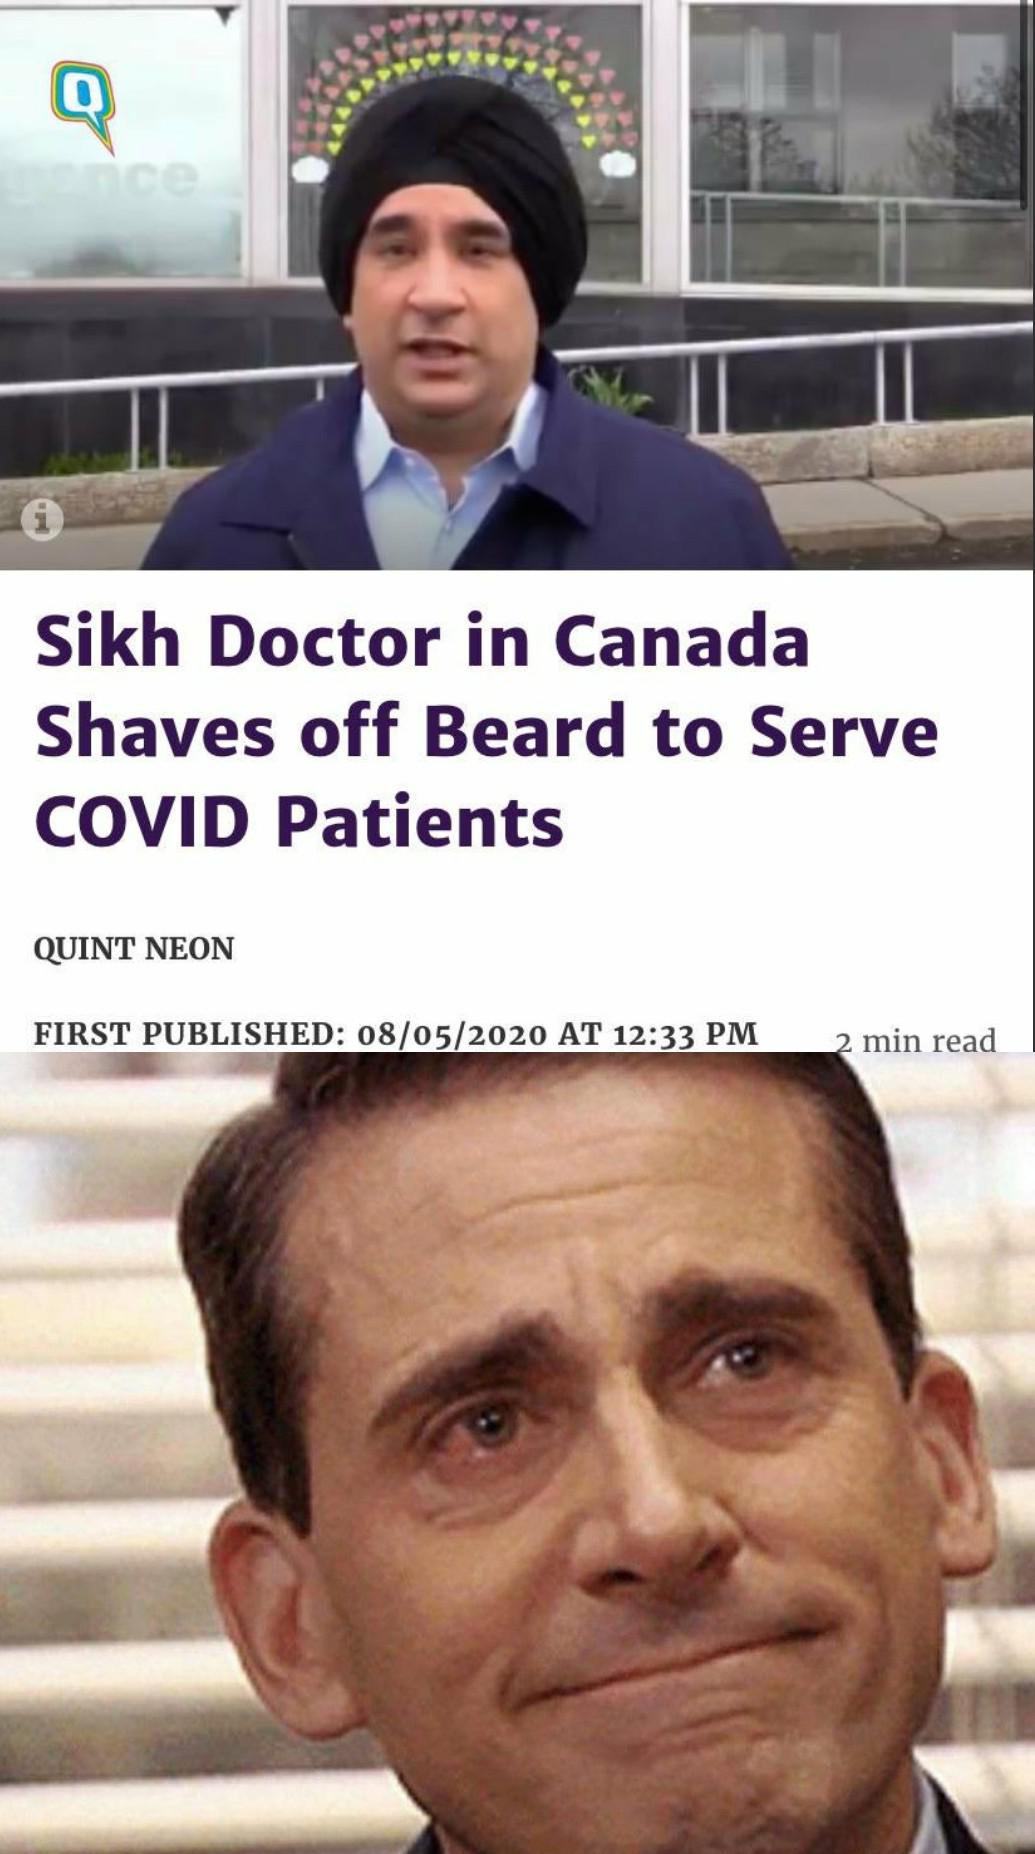 Q
gence
Sikh Doctor in Canada
Shaves off Beard to Serve
COVID Patients
QUINT NEON
FIRST PUBLISHED: 08/05/2020 AT 12:33 PM
2 min read